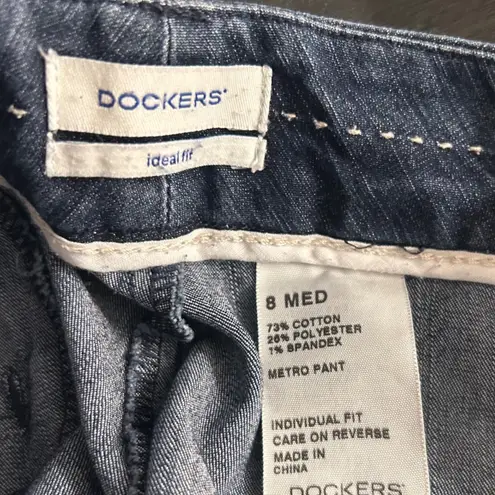 DOCKERS®
ideal fit
8 MED
73% COTTON
26% POLYESTER
1% SPANDEX
METRO PANT
INDIVIDUAL FIT
CARE ON REVERSE
MADE IN
CHINA
DOCKERS